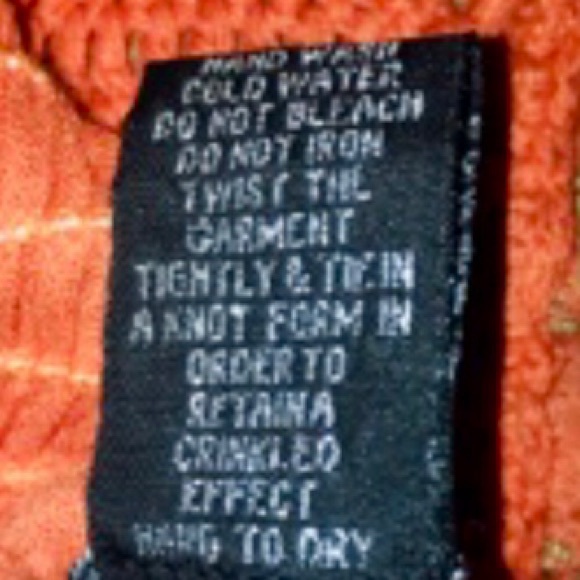 HAND WASH
COLD WATER
DO NOT BLEACH
DO NOT IRON
TWIST THE
GARMENT
TIGHTLY & TIE IN
A KNOT FORM IN
ORDER TO
RETAIN A
CRINKLED
EFFECT
HANG TO DRY